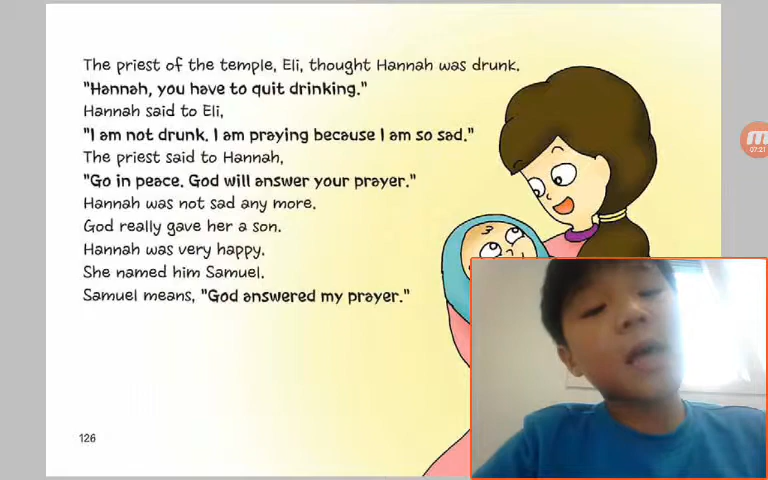 The priest of the temple, Eli, thought Hannah was drunk.
"Hannah, you have to quit drinking."
Hannah said to Eli,
"I am not drunk. I am praying because I am so sad."
The priest said to Hannah,
"Go in peace. God will answer your prayer."
Hannah was not sad any more.
God really gave her a son.
Hannah was very happy.
She named him Samuel.
Samuel means, "God answered my prayer."
126
M
07:21